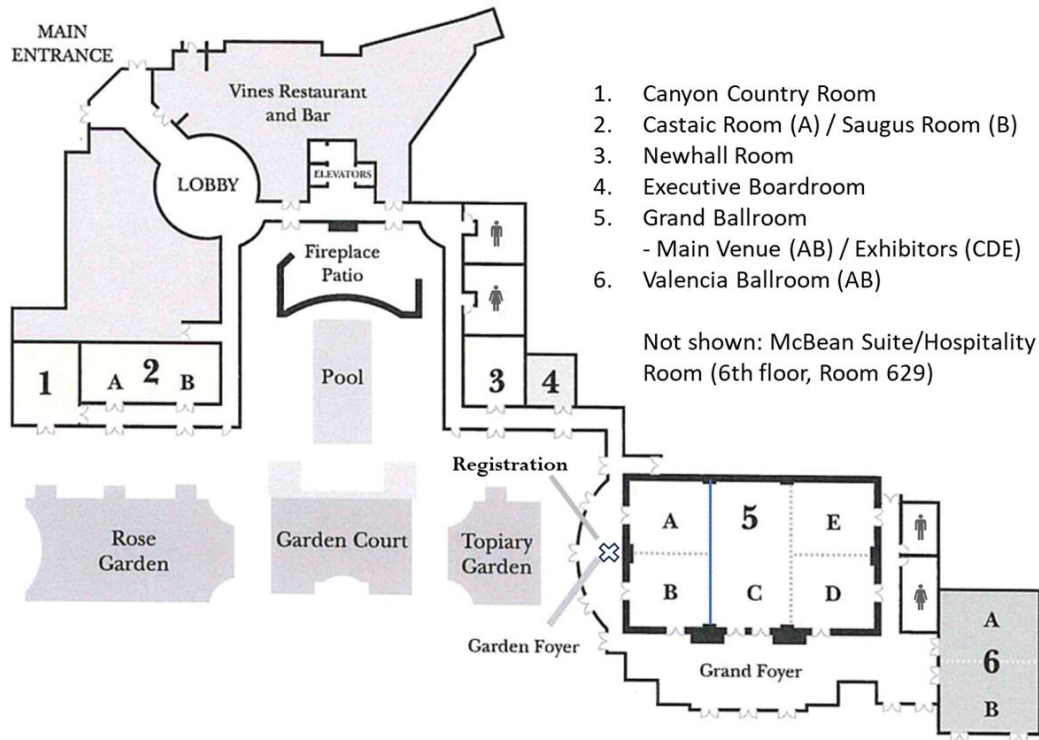 MAIN
ENTRANCE
Vines Restaurant
and Bar
LOBBY
ELEVATORS
Fireplace
Patio
1. Canyon Country Room
2. Castaic Room (A) / Saugus Room (B)
3. Newhall Room
4. Executive Boardroom
5. Grand Ballroom
- Main Venue (AB) / Exhibitors (CDE)
6. Valencia Ballroom (AB)
Not shown: McBean Suite/Hospitality
Room (6th floor, Room 629)
1
A 2 B
Pool
3
4
Registration
Rose
Garden
Garden Court
Topiary
Garden
Garden Foyer
A 5 E
B C D
Grand Foyer
A
6
B